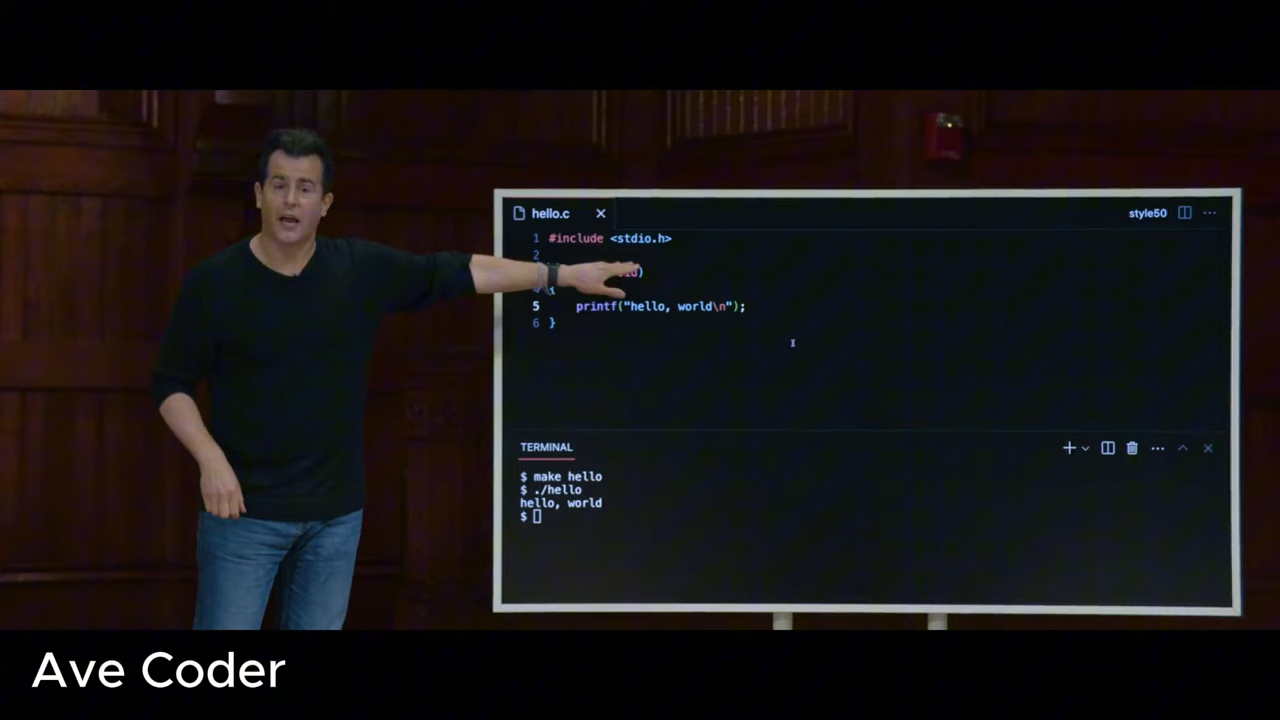 hello.c
style50
1 #include <stdio.h>
2
{
5 printf("hello, world\n");
6 }
TERMINAL
$ make hello
$ ./hello
hello, world
$
Ave Coder